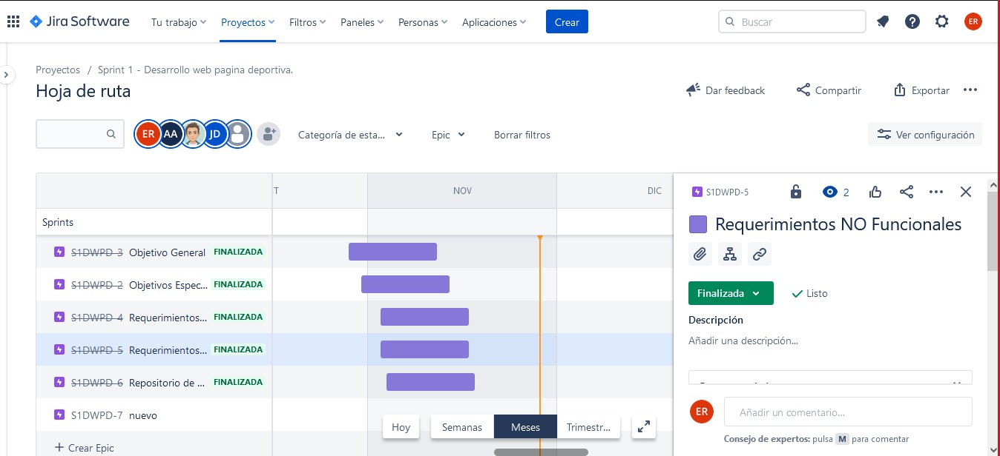 Jira Software Tu trabajo Proyectos Filtros Paneles Personas Aplicaciones Crear Buscar ER
Proyectos / Sprint 1 - Desarrollo web pagina deportiva.
Hoja de ruta
Dar feedback Compartir Exportar
ER AA JD Categoría de esta... Epic Borrar filtros Ver configuración
T NOV DIC
Sprints
S1DWPD-3 Objetivo General FINALIZADA
S1DWPD-2 Objetivos Espec... FINALIZADA
S1DWPD-4 Requerimientos... FINALIZADA
S1DWPD-5 Requerimientos... FINALIZADA
S1DWPD-6 Repositorio de ... FINALIZADA
S1DWPD-7 nuevo
Crear Epic
Hoy Semanas Meses Trimestr...
S1DWPD-5 2
Requerimientos NO Funcionales
Finalizada Listo
Descripción
Añadir una descripción...
ER Añadir un comentario...
Consejo de expertos: pulsa M para comentar